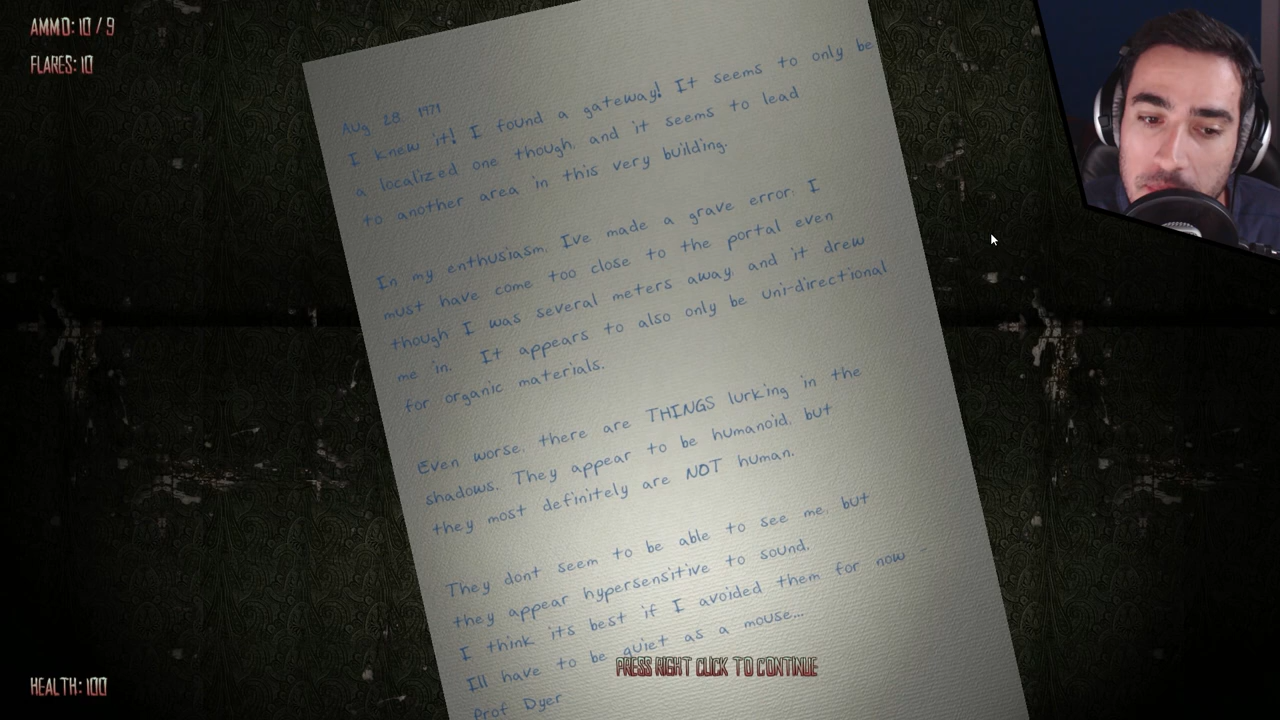 AMMO: 10 / 9
FLARES: 10
Aug 28, 1971
I knew it! I found a gateway! It seems to only be
a localized one though, and it seems to lead
to another area in this very building.
In my enthusiasm, Ive made a grave error: I
must have come too close to the portal even
though I was several meters away, and it drew
me in. It appears to also only be uni-directional
for organic materials.
Even worse, there are THINGS lurking in the
shadows. They appear to be humanoid, but
they most definitely are NOT human.
They dont seem to be able to see me, but
they appear hypersensitive to sound.
I think its best if I avoided them for now -
Ill have to be quiet as a mouse...
Prof Dyer
PRESS RIGHT CLICK TO CONTINUE
HEALTH: 100